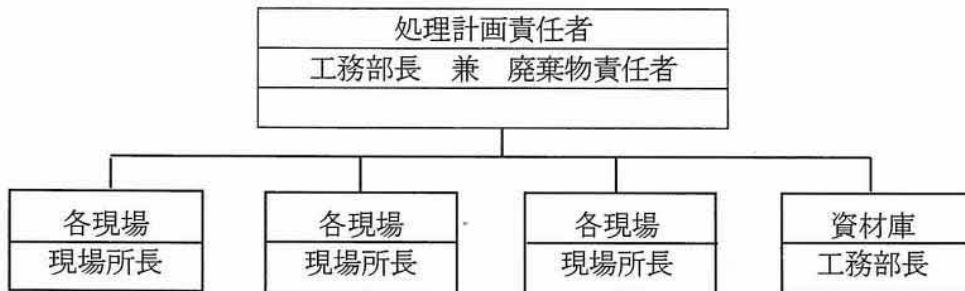 処理計画責任者
工務部長　兼　廃棄物責任者
各現場
現場所長
各現場
現場所長
各現場
現場所長
資材庫
工務部長